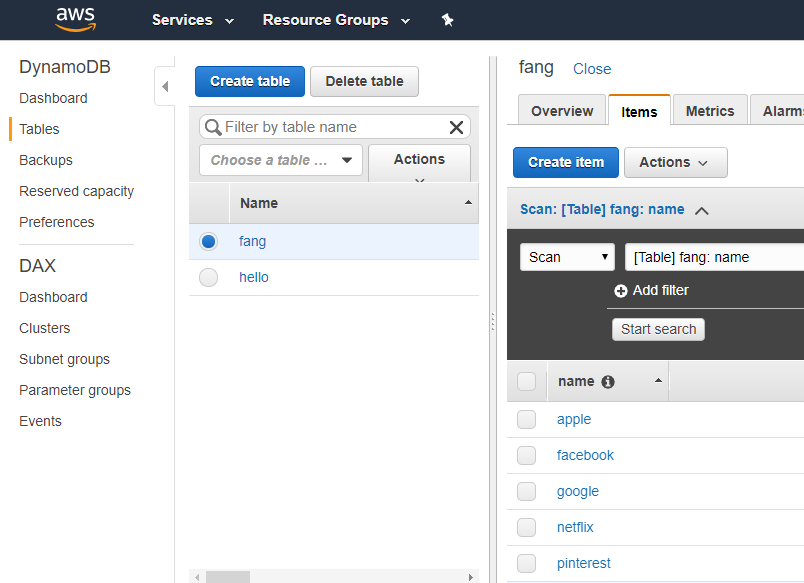 aws Services Resource Groups
DynamoDB
Dashboard
Tables
Backups
Reserved capacity
Preferences
DAX
Dashboard
Clusters
Subnet groups
Parameter groups
Events
Create table Delete table
Filter by table name
Choose a table ... Actions
Name
fang
hello
fang Close
Overview Items Metrics Alarms
Create item Actions
Scan: [Table] fang: name
Scan [Table] fang: name
Add filter
Start search
name
apple
facebook
google
netflix
pinterest